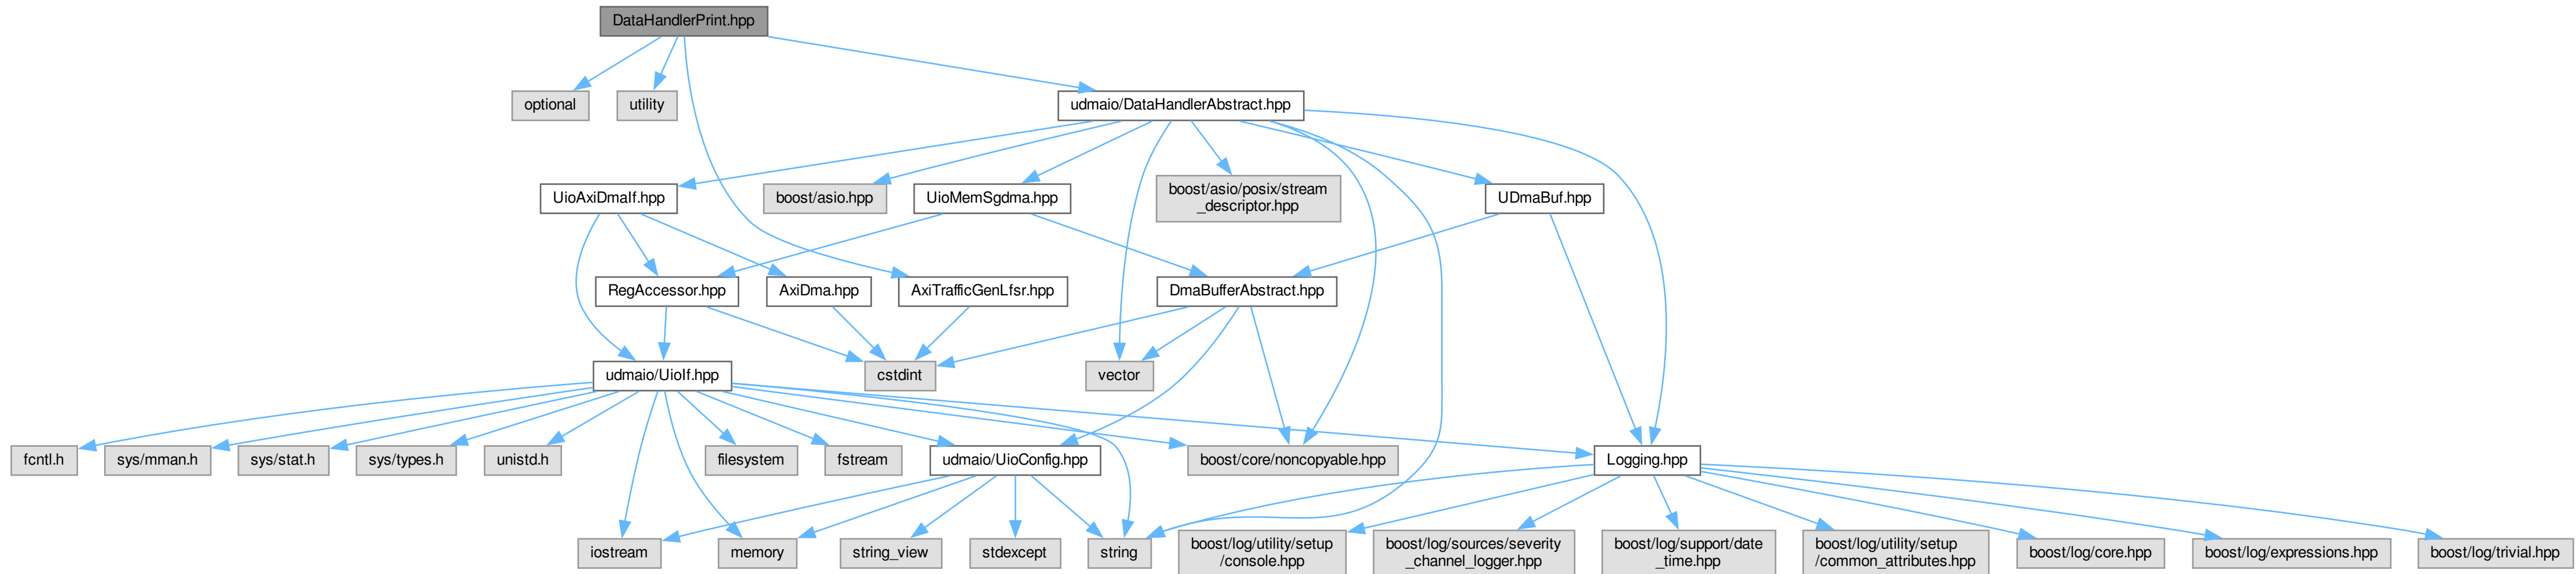 DataHandlerPrint.hpp
optional
utility
udmaio/DataHandlerAbstract.hpp
UioAxiDmaIf.hpp
boost/asio.hpp
UioMemSgdma.hpp
boost/asio/posix/stream
_descriptor.hpp
UDmaBuf.hpp
RegAccessor.hpp
AxiDma.hpp
AxiTrafficGenLfsr.hpp
DmaBufferAbstract.hpp
udmaio/UioIf.hpp
cstdint
vector
fcntl.h
sys/mman.h
sys/stat.h
sys/types.h
unistd.h
filesystem
fstream
udmaio/UioConfig.hpp
boost/core/noncopyable.hpp
Logging.hpp
iostream
memory
string_view
stdexcept
string
boost/log/utility/setup
/console.hpp
boost/log/sources/severity
_channel_logger.hpp
boost/log/support/date
_time.hpp
boost/log/utility/setup
/common_attributes.hpp
boost/log/core.hpp
boost/log/expressions.hpp
boost/log/trivial.hpp